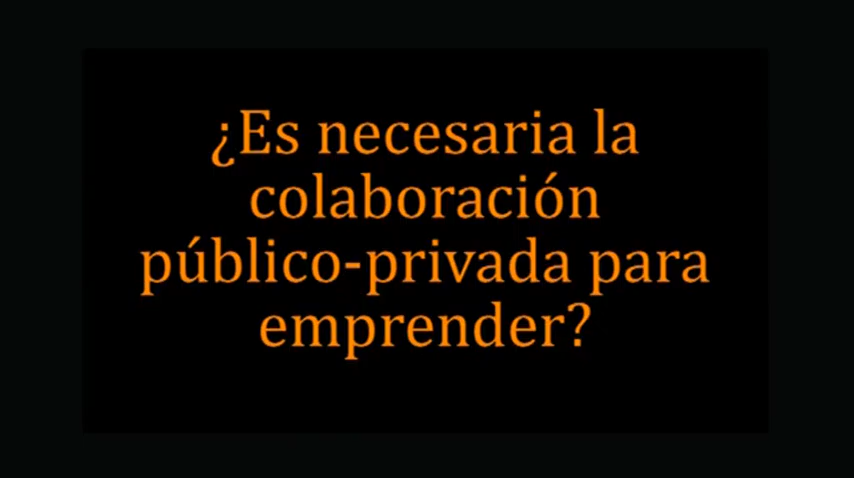 ¿Es necesaria la
colaboración
público-privada para
emprender?